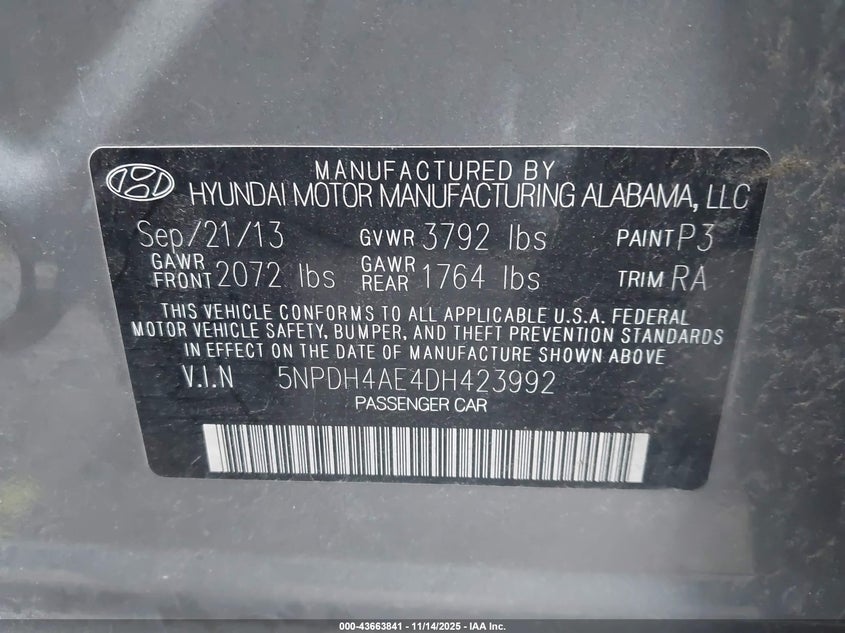 MANUFACTURED BY
HYUNDAI MOTOR MANUFACTURING ALABAMA, LLC
Sep/21/13 GVWR 3792 lbs PAINT P3
GAWR FRONT 2072 lbs GAWR REAR 1764 lbs TRIM RA
THIS VEHICLE CONFORMS TO ALL APPLICABLE U.S.A. FEDERAL
MOTOR VEHICLE SAFETY, BUMPER, AND THEFT PREVENTION STANDARDS
IN EFFECT ON THE DATE OF MANUFACTURE SHOWN ABOVE
V.I.N 5NPDH4AE4DH423992
PASSENGER CAR
000-43663841 - 11/14/2025 - IAA Inc.